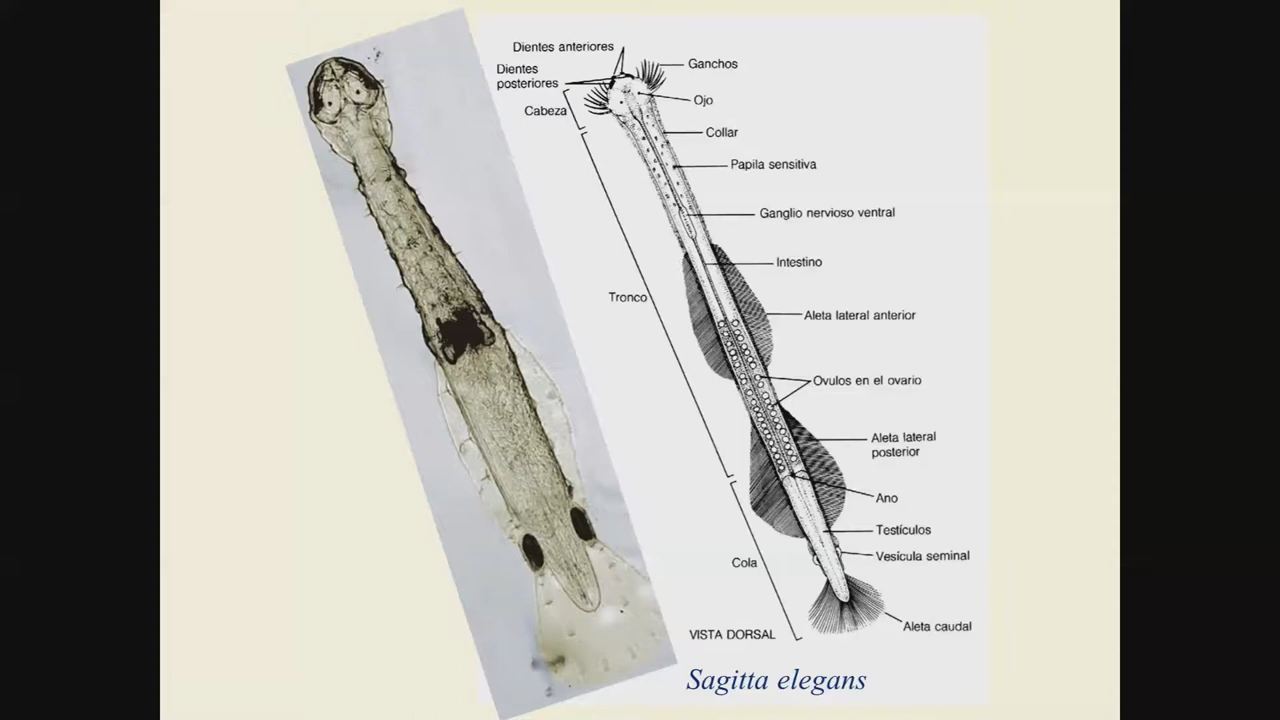 Dientes anteriores
Dientes
posteriores
Cabeza
Ganchos
Ojo
Collar
Papila sensitiva
Ganglio nervioso ventral
Intestino
Tronco
Aleta lateral anterior
Ovulos en el ovario
Aleta lateral
posterior
Ano
Testículos
Vesícula seminal
Cola
Aleta caudal
VISTA DORSAL
Sagitta elegans